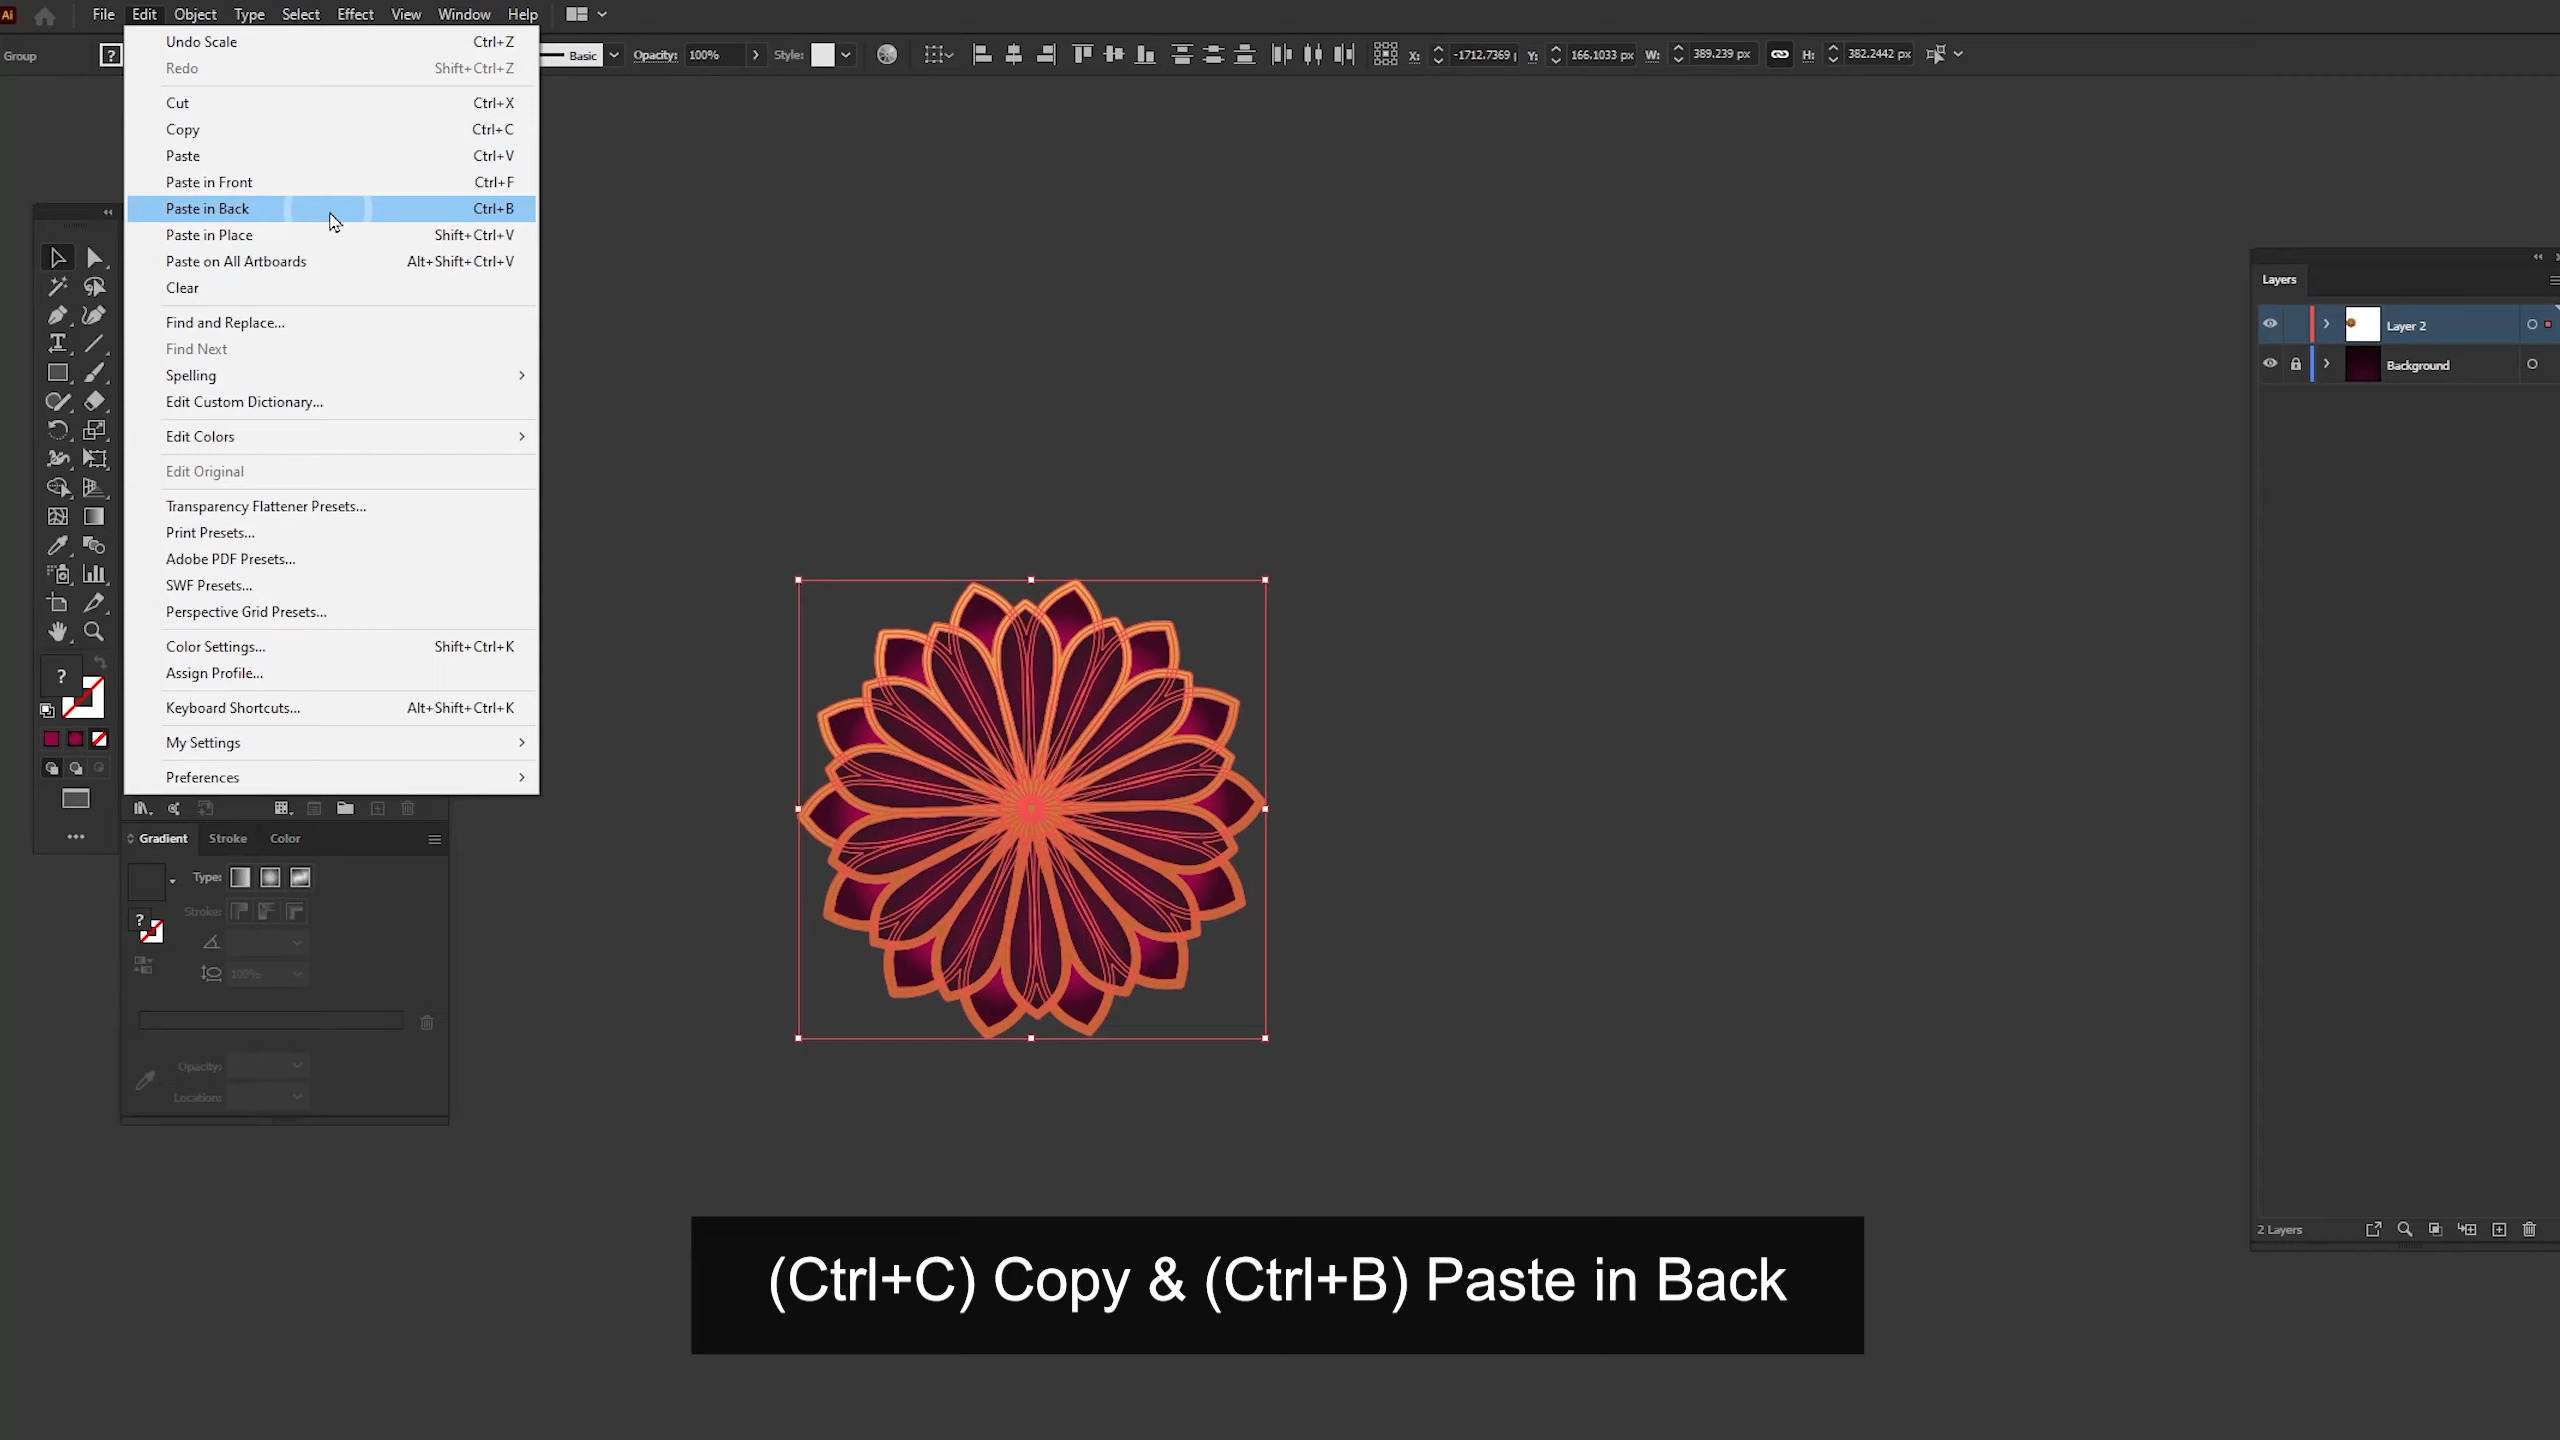 Ai File Edit Object Type Select Effect View Window Help
Group ? Basic Opacity: 100% Style: X: -1712.7369 Y: 166.1033 px W: 389.239 px H: 382.2442 px
Undo Scale Ctrl+Z
Redo Shift+Ctrl+Z
Cut Ctrl+X
Copy Ctrl+C
Paste Ctrl+V
Paste in Front Ctrl+F
Paste in Back Ctrl+B
Paste in Place Shift+Ctrl+V
Paste on All Artboards Alt+Shift+Ctrl+V
Clear
Find and Replace...
Find Next
Spelling
Edit Custom Dictionary...
Edit Colors
Edit Original
Transparency Flattener Presets...
Print Presets...
Adobe PDF Presets...
SWF Presets...
Perspective Grid Presets...
Color Settings... Shift+Ctrl+K
Assign Profile...
Keyboard Shortcuts... Alt+Shift+Ctrl+K
My Settings
Preferences
?
Gradient Stroke Color
Type:
?
Stroke:
100%
Opacity:
Location:
Layers
Layer 2
Background
2 Layers
(Ctrl+C) Copy & (Ctrl+B) Paste in Back